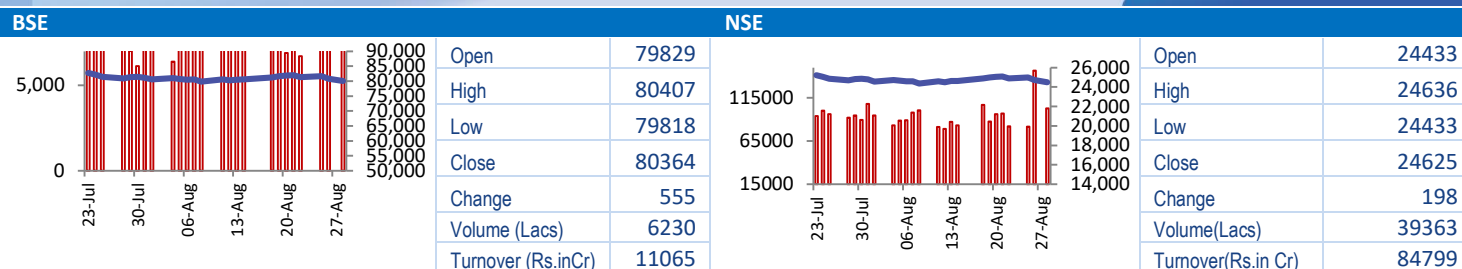 BSE
5,000
0
90,000
85,000
80,000
75,000
70,000
65,000
60,000
55,000
50,000
23-Jul
30-Jul
06-Aug
13-Aug
20-Aug
27-Aug
Open 79829
High 80407
Low 79818
Close 80364
Change 555
Volume (Lacs) 6230
Turnover (Rs.inCr) 11065
NSE
115000
65000
15000
26,000
24,000
22,000
20,000
18,000
16,000
14,000
23-Jul
30-Jul
06-Aug
13-Aug
20-Aug
27-Aug
Open 24433
High 24636
Low 24433
Close 24625
Change 198
Volume(Lacs) 39363
Turnover(Rs.in Cr) 84799